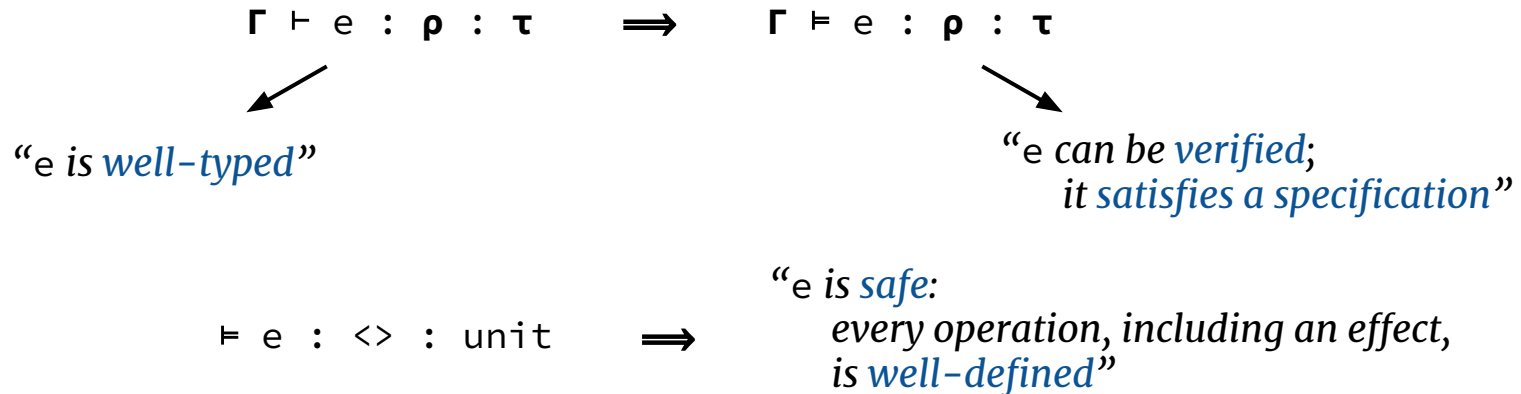 Γ ⊢ e : ρ : τ ⟹ Γ ⊨ e : ρ : τ
“e is well-typed”
“e can be verified;
it satisfies a specification”
⊨ e : <> : unit ⟹
“e is safe:
every operation, including an effect,
is well-defined”